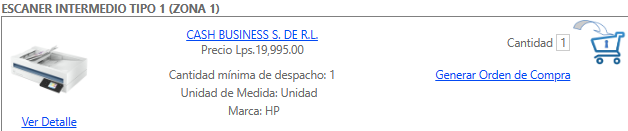 ESCANER INTERMEDIO TIPO 1 (ZONA 1)
CASH BUSINESS S. DE R.L.
Precio Lps.19,995.00
Cantidad 1
Cantidad mínima de despacho: 1
Generar Orden de Compra
Unidad de Medida: Unidad
Marca: HP
Ver Detalle